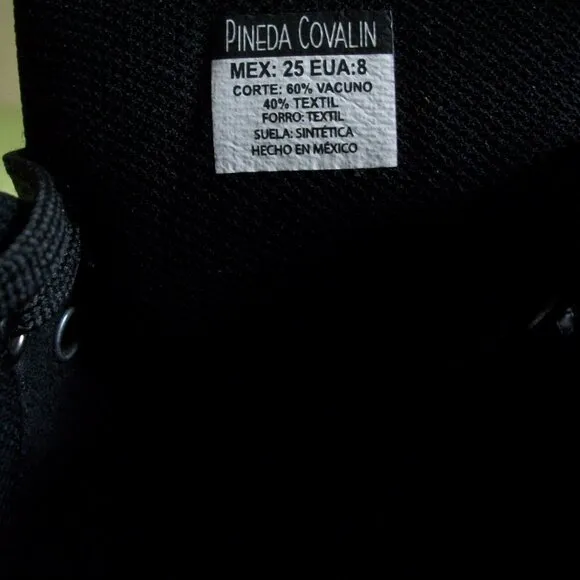 PINEDA COVALIN
MEX: 25 EUA:8
CORTE: 60% VACUNO
40% TEXTIL
FORRO: TEXTIL
SUELA: SINTÉTICA
HECHO EN MÉXICO